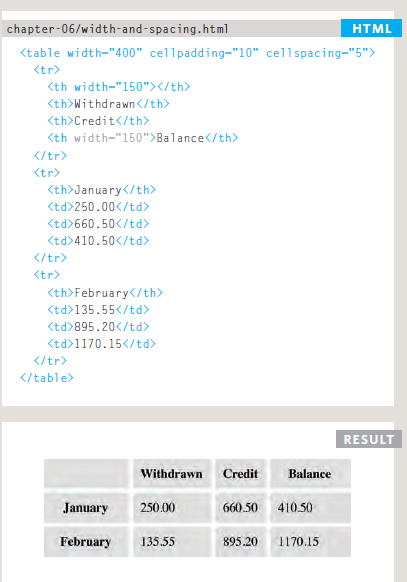 chapter-06/width-and-spacing.html HTML
<table width="400" cellpadding="10" cellspacing="5">
<tr>
<th width="150"></th>
<th>Withdrawn</th>
<th>Credit</th>
<th width="150">Balance</th>
</tr>
<tr>
<th>January</th>
<td>250.00</td>
<td>660.50</td>
<td>410.50</td>
</tr>
<tr>
<th>February</th>
<td>135.55</td>
<td>895.20</td>
<td>1170.15</td>
</tr>
</table>
RESULT
Withdrawn Credit Balance
January 250.00 660.50 410.50
February 135.55 895.20 1170.15